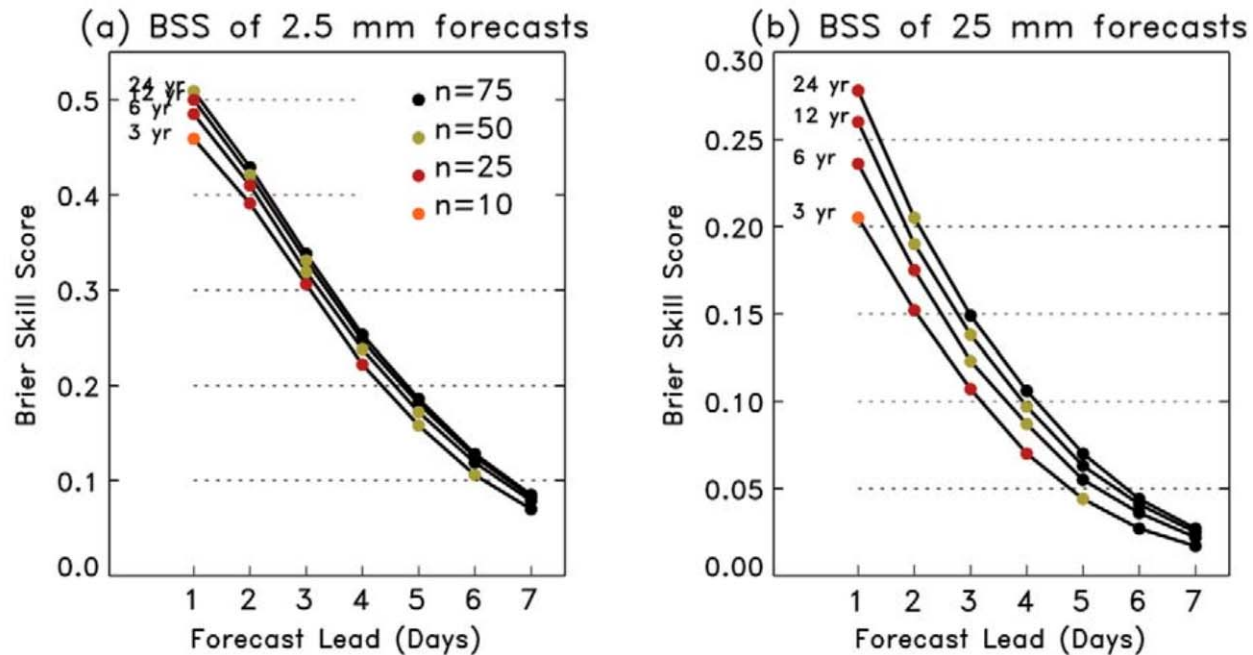 (a) BSS of 2.5 mm forecasts
24 yr
12 yr
6 yr
3 yr
n=75
n=50
n=25
n=10
0.5
0.4
0.3
0.2
0.1
0.0
Brier Skill Score
1 2 3 4 5 6 7
Forecast Lead (Days)
(b) BSS of 25 mm forecasts
24 yr
12 yr
6 yr
3 yr
0.30
0.25
0.20
0.15
0.10
0.05
0.00
Brier Skill Score
1 2 3 4 5 6 7
Forecast Lead (Days)